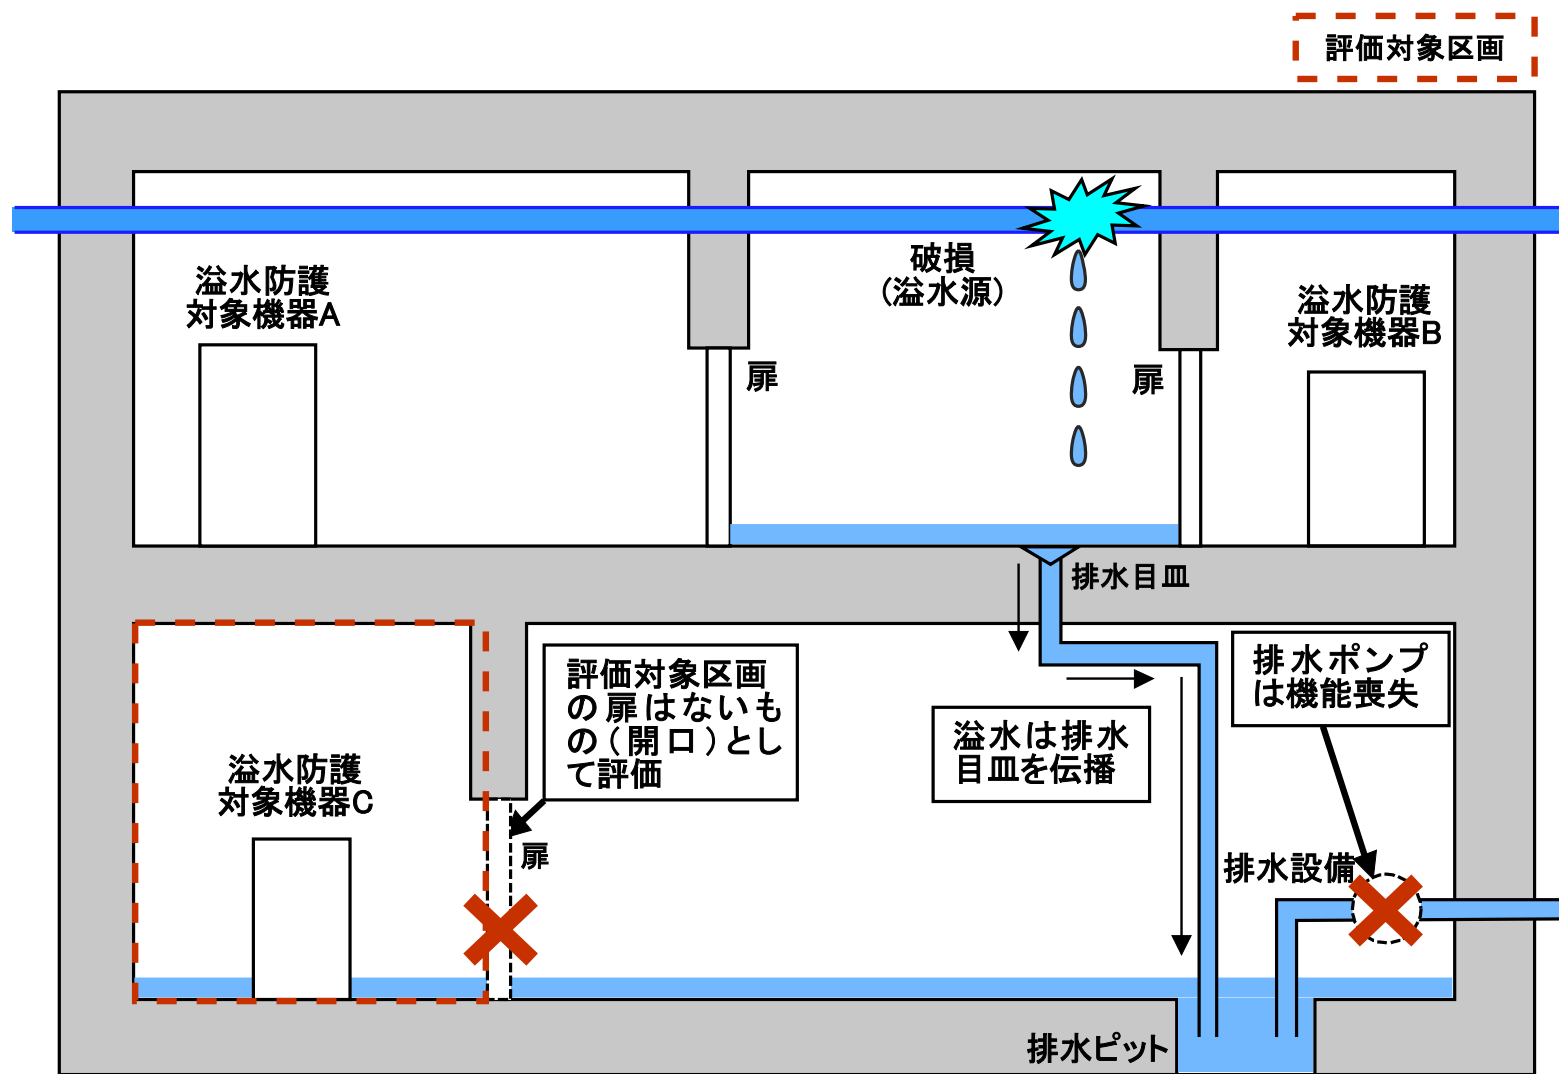 評価対象区画
溢水防護
対象機器A
破損
(溢水源)
溢水防護
対象機器B
扉
扉
排水目皿
評価対象区画
の扉はないも
の(開口)とし
て評価
排水ポンプ
は機能喪失
溢水は排水
目皿を伝播
溢水防護
対象機器C
扉
排水設備
排水ピット